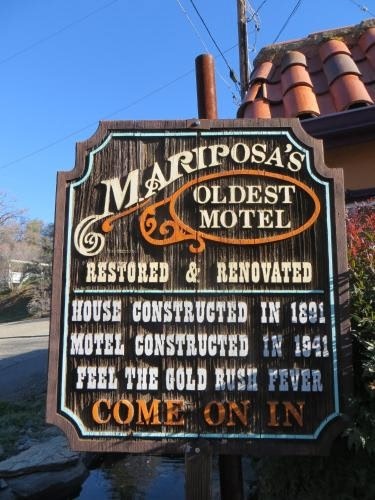 MARIPOSA'S
OLDEST
MOTEL
RESTORED & RENOVATED
HOUSE CONSTRUCTED IN 1891
MOTEL CONSTRUCTED IN 1941
FEEL THE GOLD RUSH FEVER
COME ON IN